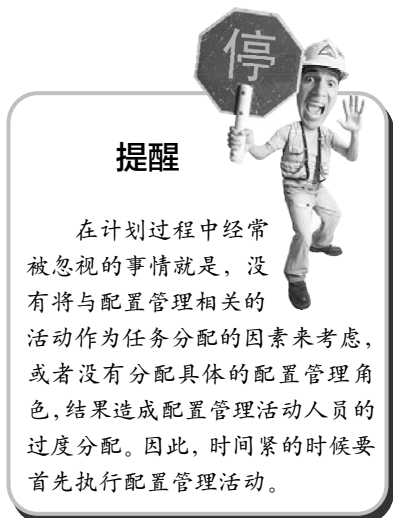 停
提醒
在计划过程中经常
被忽视的事情就是，没
有将与配置管理相关的
活动作为任务分配的因素来考虑，
或者没有分配具体的配置管理角
色，结果造成配置管理活动人员的
过度分配。因此，时间紧的时候要
首先执行配置管理活动。